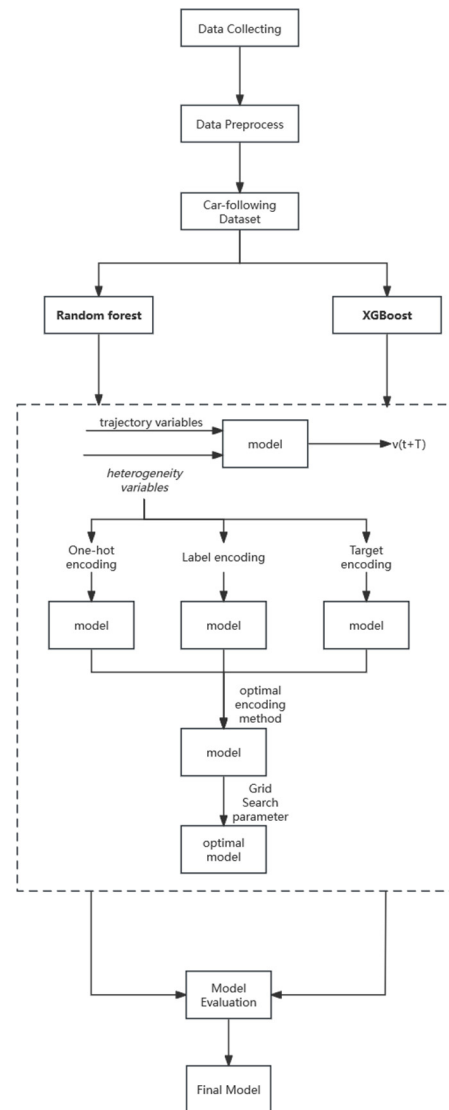 Data Collecting
Data Preprocess
Car-following
Dataset
Random forest
XGBoost
trajectory variables
model
v(t+T)
heterogeneity
variables
One-hot
encoding
Label encoding
Target
encoding
model
model
model
optimal
encoding
method
model
Grid
Search
parameter
optimal
model
Model
Evaluation
Final Model